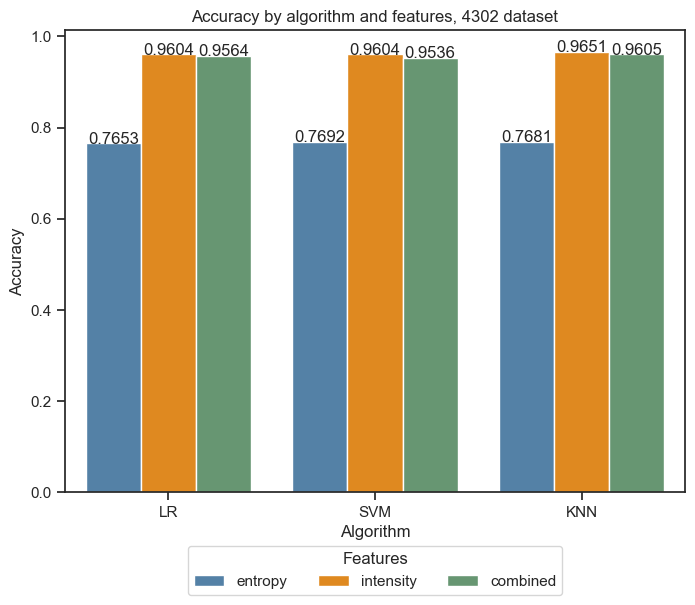 Accuracy by algorithm and features, 4302 dataset
Accuracy
1.0
0.8
0.6
0.4
0.2
0.0
0.7653
0.9604
0.9564
0.7692
0.9604
0.9536
0.7681
0.9651
0.9605
LR
SVM
KNN
Algorithm
Features
entropy
intensity
combined